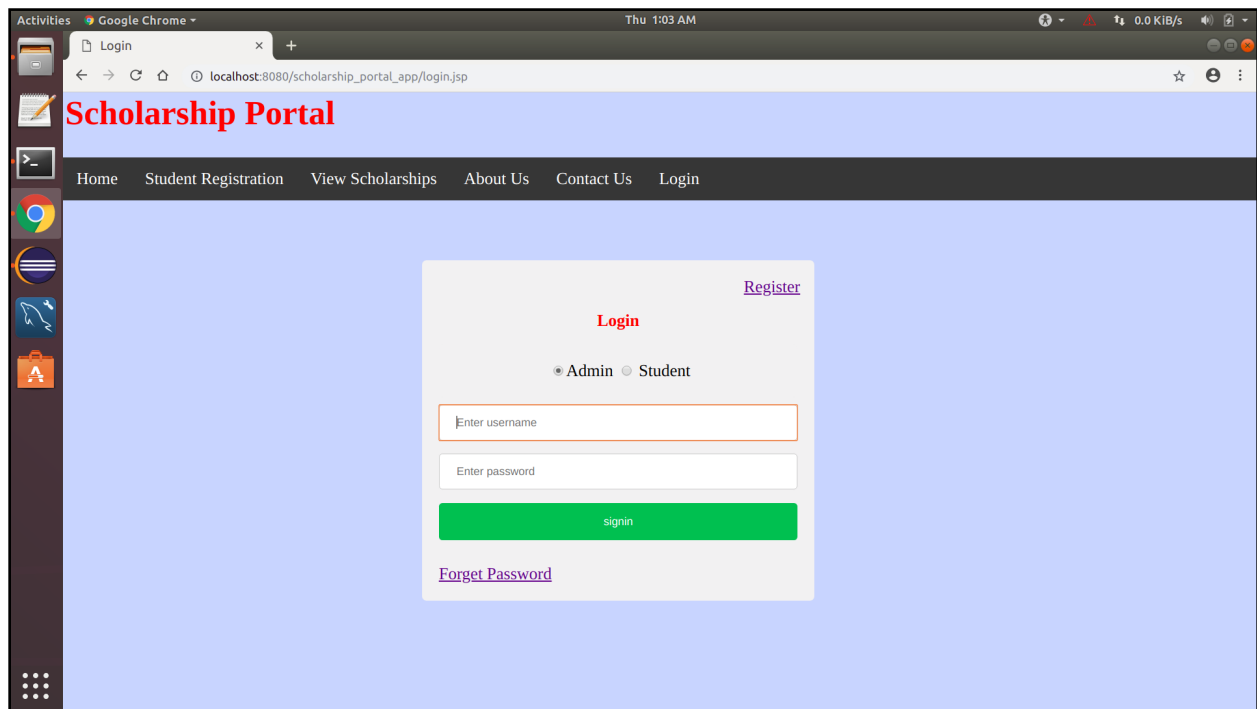 Activities Google Chrome Thu 1:03 AM 0.0 KiB/s
Login
localhost:8080/scholarship_portal_app/login.jsp
Scholarship Portal
Home Student Registration View Scholarships About Us Contact Us Login
Register
Login
Admin Student
Enter username
Enter password
signin
Forget Password